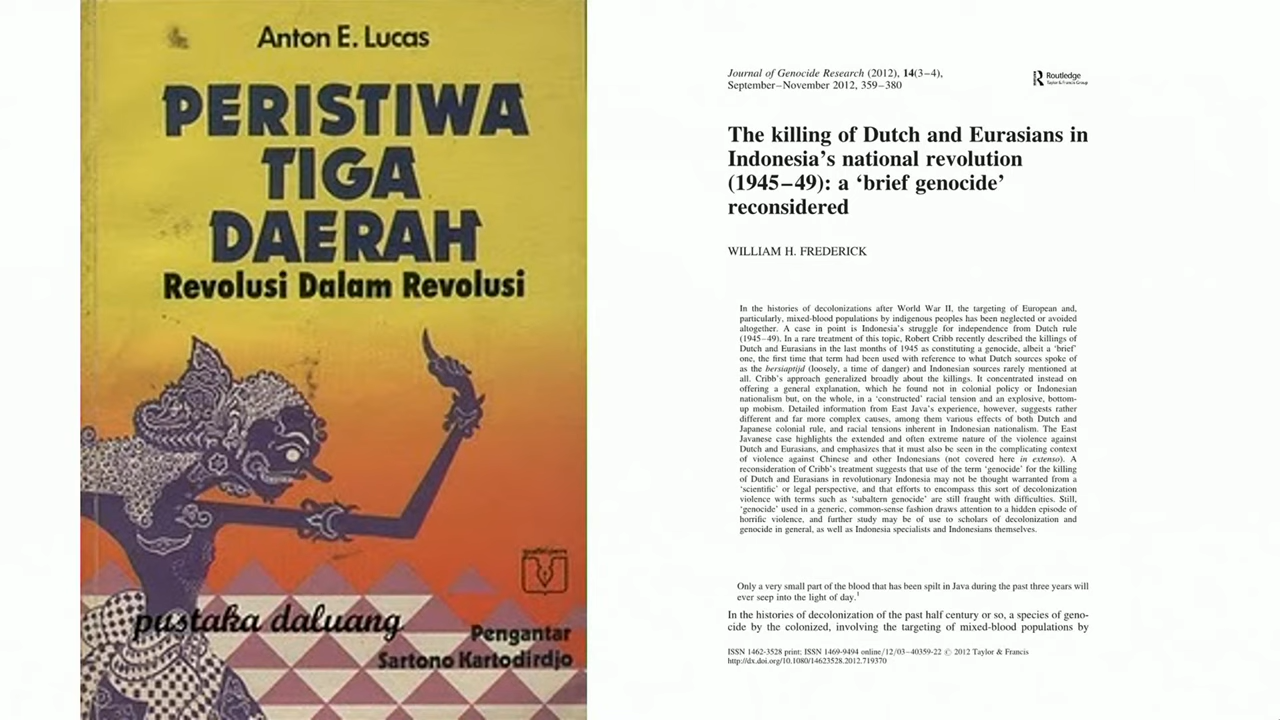 Anton E. Lucas
PERISTIWA
TIGA
DAERAH
Revolusi Dalam Revolusi
pustaka daluang
Pengantar
Sartono Kartodirdjo
Journal of Genocide Research (2012), 14(3–4),
September–November 2012, 359–380
Routledge
Taylor & Francis Group
The killing of Dutch and Eurasians in
Indonesia's national revolution
(1945–49): a 'brief genocide'
reconsidered
WILLIAM H. FREDERICK
In the histories of decolonizations after World War II, the targeting of European and,
particularly, mixed-blood populations by indigenous peoples has been neglected or avoided
altogether. A case in point is Indonesia's struggle for independence from Dutch rule
(1945–49). In a rare treatment of this topic, Robert Cribb recently described the killings of
Dutch and Eurasians in the last months of 1945 as constituting a genocide, albeit a 'brief'
one, the first time that term had been used with reference to what Dutch sources spoke of
as the bersiaptijd (loosely, a time of danger) and Indonesian sources rarely mentioned at
all. Cribb's approach generalized broadly about the killings. It concentrated instead on
offering a general explanation, which he found not in colonial policy or Indonesian
nationalism but, on the whole, in a 'constructed' racial tension and an explosive, bottom-
up mobism. Detailed information from East Java's experience, however, suggests rather
different and far more complex causes, among them various effects of both Dutch and
Japanese colonial rule, and racial tensions inherent in Indonesian nationalism. The East
Javanese case highlights the extended and often extreme nature of the violence against
Dutch and Eurasians, and emphasizes that it must also be seen in the complicating context
of violence against Chinese and other Indonesians (not covered here in extenso). A
reconsideration of Cribb's treatment suggests that use of the term 'genocide' for the killing
of Dutch and Eurasians in revolutionary Indonesia may not be thought warranted from a
'scientific' or legal perspective, and that efforts to encompass this sort of decolonization
violence with terms such as 'subaltern genocide' are still fraught with difficulties. Still,
'genocide' used in a generic, common-sense fashion draws attention to a hidden episode of
horrific violence, and further study may be of use to scholars of decolonization and
genocide in general, as well as Indonesia specialists and Indonesians themselves.
Only a very small part of the blood that has been spilt in Java during the past three years will
ever seep into the light of day.1
In the histories of decolonization of the past half century or so, a species of geno-
cide by the colonized, involving the targeting of mixed-blood populations by
ISSN 1462-3528 print; ISSN 1469-9494 online/12/03-40359-22 © 2012 Taylor & Francis
http://dx.doi.org/10.1080/14623528.2012.719370